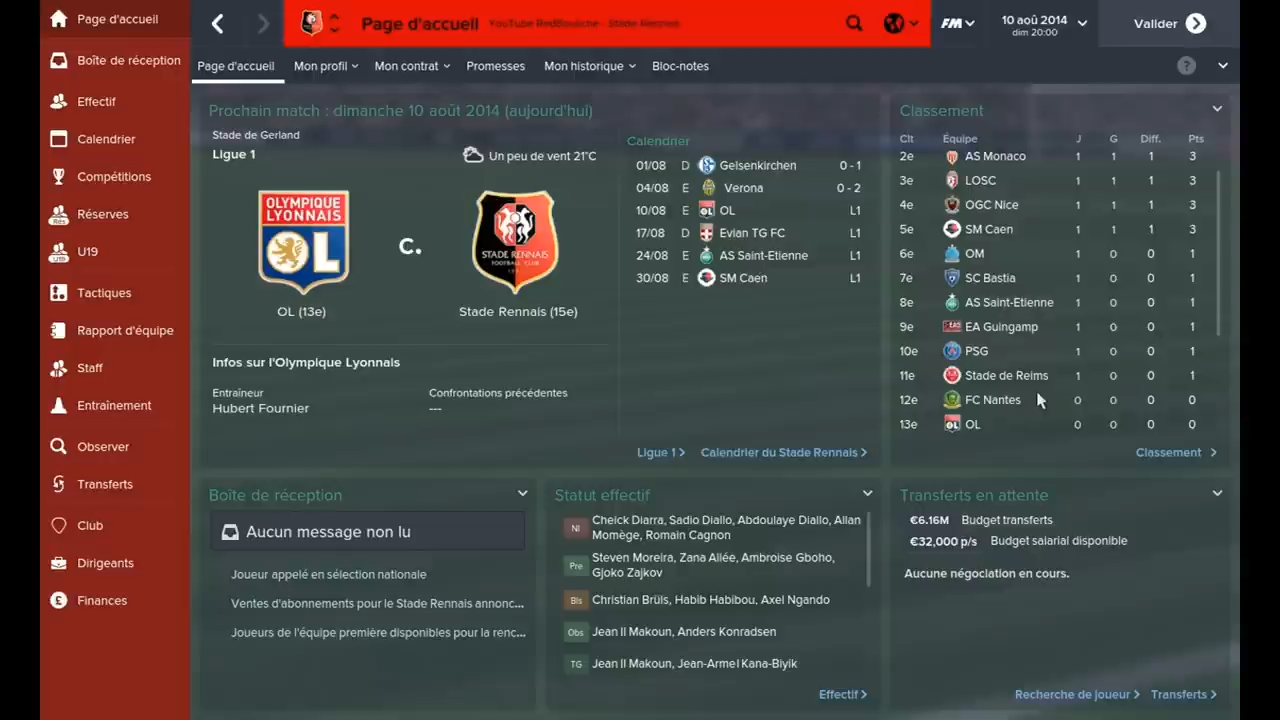 Page d'accueil
Boîte de réception
Effectif
Calendrier
Compétitions
Réserves
U19
Tactiques
Rapport d'équipe
Staff
Entraînement
Observer
Transferts
Club
Dirigeants
Finances
Page d'accueil YouTube RedBouliche - Stade Rennais
FM
10 août 2014
dim 20:00
Valider
Page d'accueil Mon profil Mon contrat Promesses Mon historique Bloc-notes
Prochain match : dimanche 10 août 2014 (aujourd'hui)
Stade de Gerland
Ligue 1
Un peu de vent 21°C
OLYMPIQUE
LYONNAIS
OL
c.
STADE RENNAIS
FOOTBALL CLUB
OL (13e)
Stade Rennais (15e)
Infos sur l'Olympique Lyonnais
Entraîneur
Hubert Fournier
Confrontations précédentes
---
Calendrier
01/08 D Gelsenkirchen 0 - 1
04/08 E Verona 0 - 2
10/08 E OL L1
17/08 D Evian TG FC L1
24/08 E AS Saint-Etienne L1
30/08 E SM Caen L1
Ligue 1 > Calendrier du Stade Rennais >
Classement
Clt Équipe J G Diff. Pts
2e AS Monaco 1 1 1 3
3e LOSC 1 1 1 3
4e OGC Nice 1 1 1 3
5e SM Caen 1 1 1 3
6e OM 1 0 0 1
7e SC Bastia 1 0 0 1
8e AS Saint-Etienne 1 0 0 1
9e EA Guingamp 1 0 0 1
10e PSG 1 0 0 1
11e Stade de Reims 1 0 0 1
12e FC Nantes 0 0 0 0
13e OL 0 0 0 0
Classement >
Boîte de réception
Aucun message non lu
Joueur appelé en sélection nationale
Ventes d'abonnements pour le Stade Rennais annonc...
Joueurs de l'équipe première disponibles pour la renc...
Statut effectif
NI Cheick Diarra, Sadio Diallo, Abdoulaye Diallo, Allan
Momège, Romain Cagnon
Pre Steven Moreira, Zana Allée, Ambroise Gboho,
Gjoko Zajkov
Bls Christian Brüls, Habib Habibou, Axel Ngando
Obs Jean II Makoun, Anders Konradsen
TG Jean II Makoun, Jean-Armel Kana-Biyik
Effectif >
Transferts en attente
€6.16M Budget transferts
€32,000 p/s Budget salarial disponible
Aucune négociation en cours.
Recherche de joueur > Transferts >